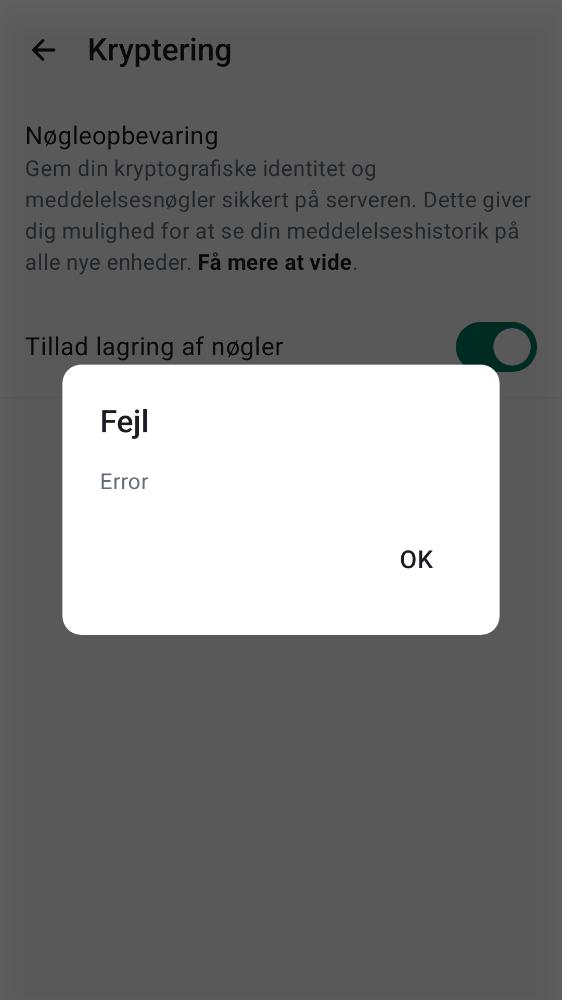 Kryptering
Nøgleopbevaring
Gem din kryptografiske identitet og
meddelelsesnøgler sikkert på serveren. Dette giver
dig mulighed for at se din meddelelseshistorik på
alle nye enheder. Få mere at vide.
Tillad lagring af nøgler
Fejl
Error
OK